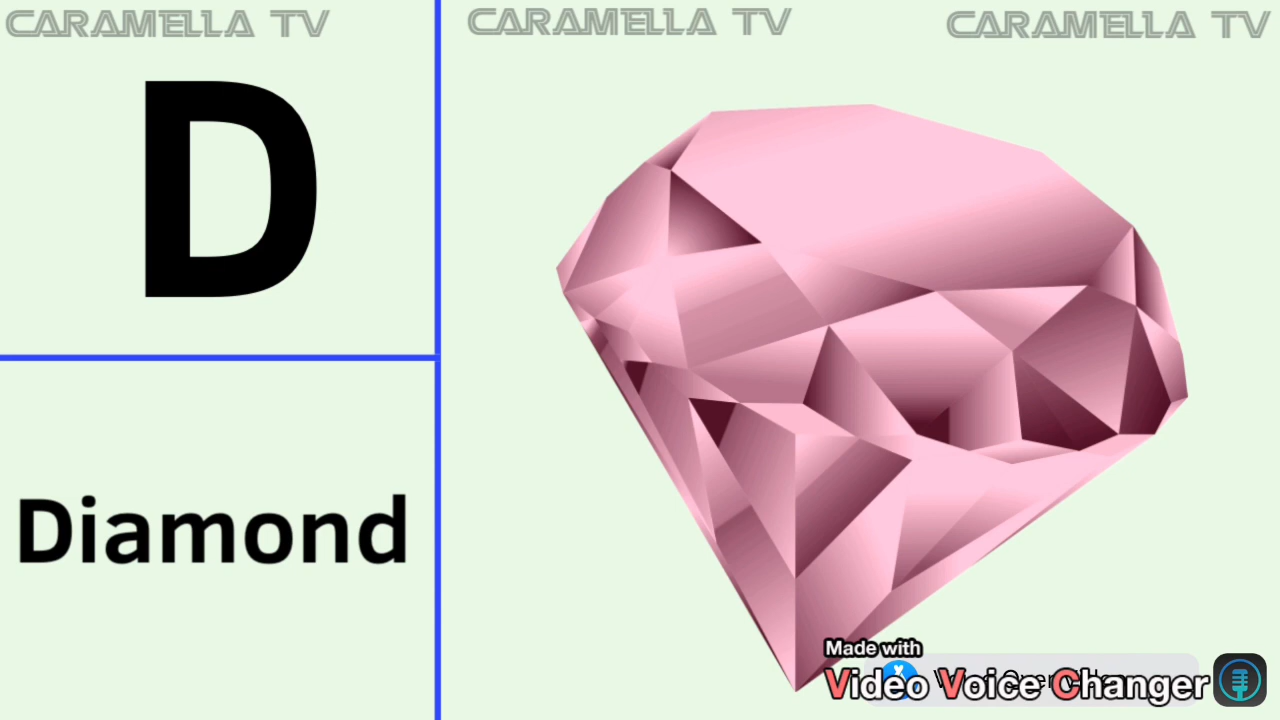 CARAMELLA TV
CARAMELLA TV
CARAMELLA TV
D
Diamond
Made with
Video Voice Changer